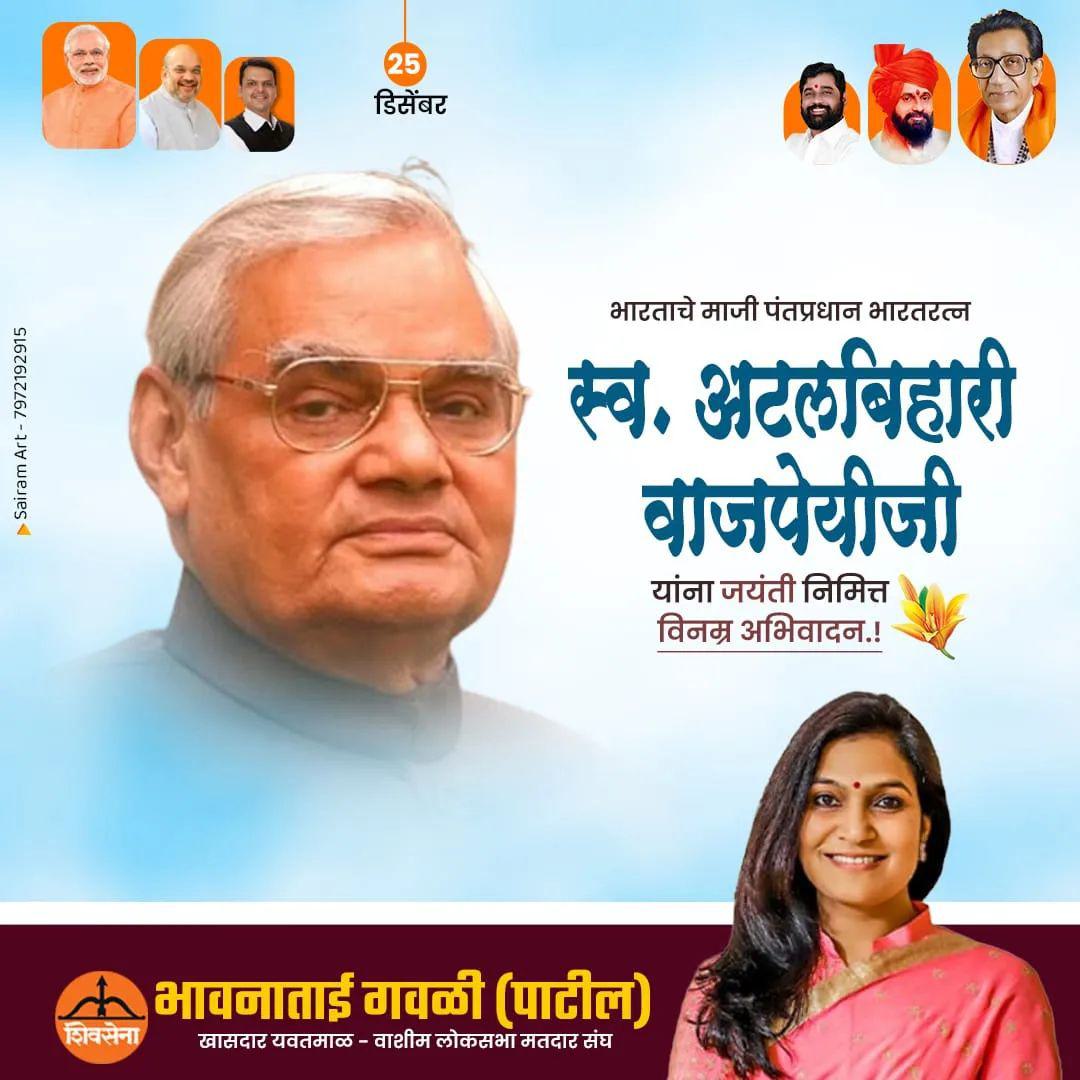 25
डिसेंबर
भारताचे माजी पंतप्रधान भारतरत्न
स्व. अटलबिहारी
वाजपेयीजी
यांना जयंती निमित्त
विनम्र अभिवादन.!
Sairam Art - 7972192915
शिवसेना
भावनाताई गवळी (पाटील)
खासदार यवतमाळ - वाशीम लोकसभा मतदार संघ